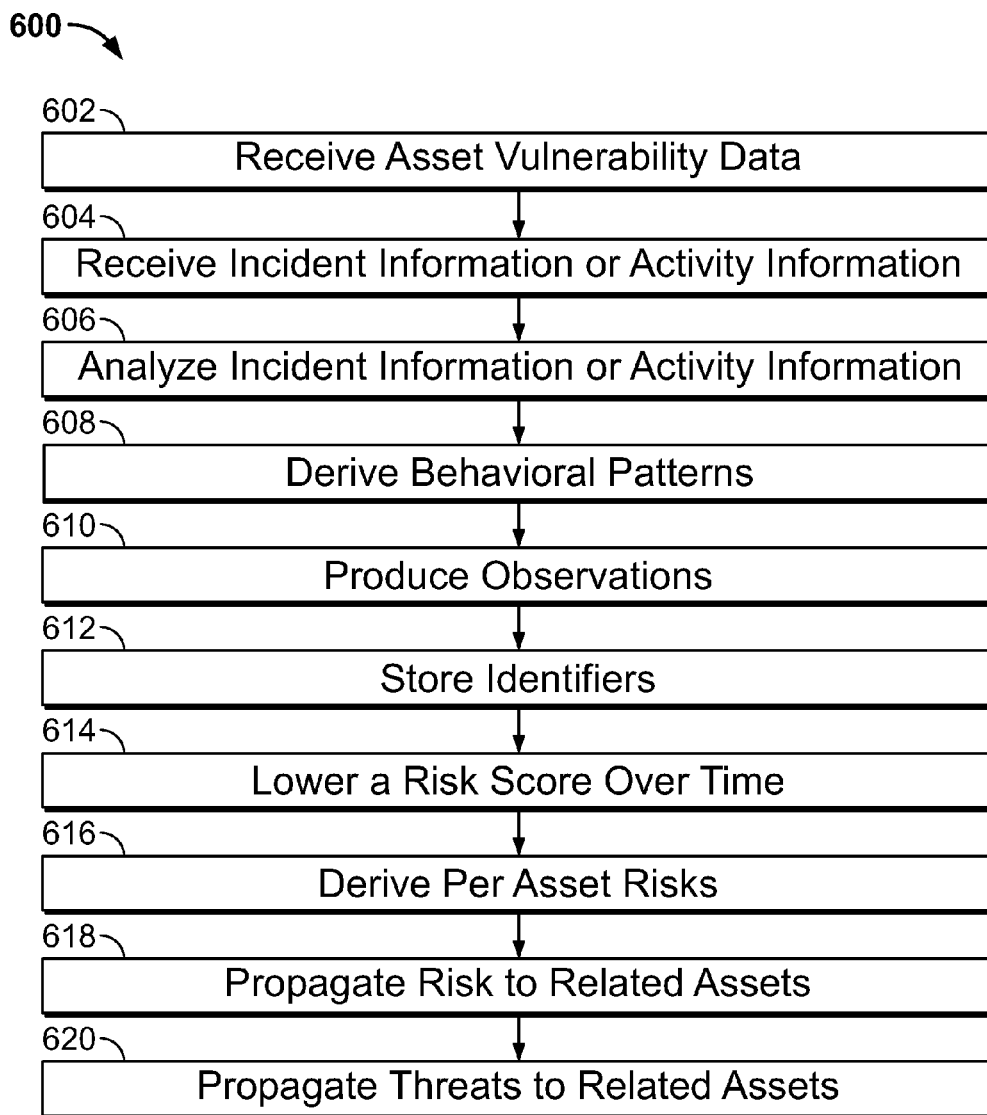 600
602
Receive Asset Vulnerability Data
604
Receive Incident Information or Activity Information
606
Analyze Incident Information or Activity Information
608
Derive Behavioral Patterns
610
Produce Observations
612
Store Identifiers
614
Lower a Risk Score Over Time
616
Derive Per Asset Risks
618
Propagate Risk to Related Assets
620
Propagate Threats to Related Assets